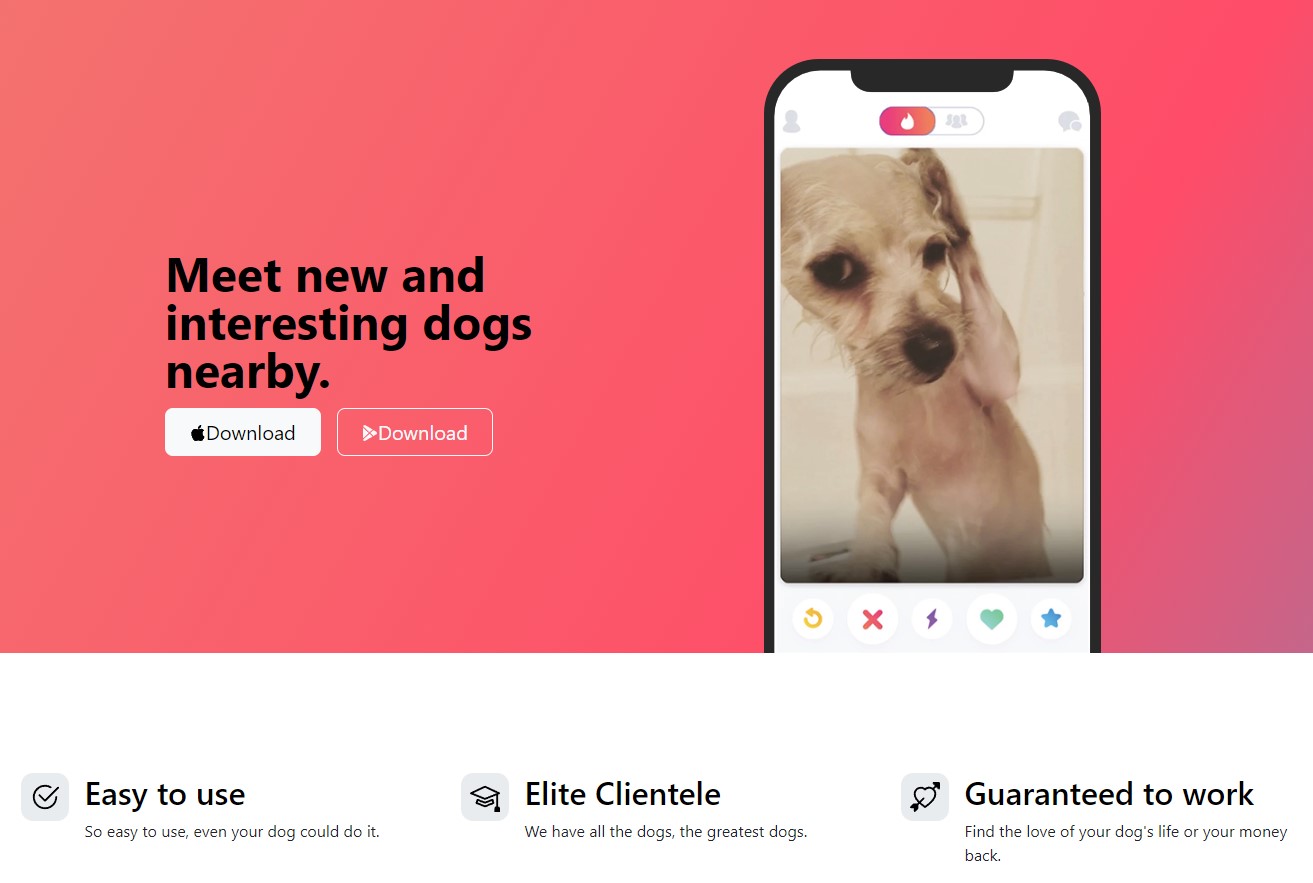 Meet new and
interesting dogs
nearby.
Download
Download
Easy to use
So easy to use, even your dog could do it.
Elite Clientele
We have all the dogs, the greatest dogs.
Guaranteed to work
Find the love of your dog's life or your money
back.